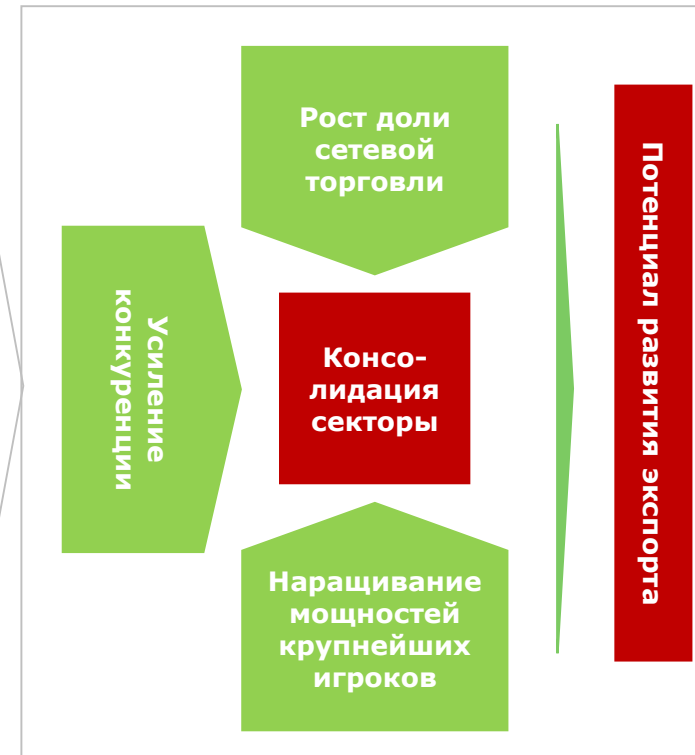 Рост доли
сетевой
торговли
Усиление
конкуренции
Консо-
лидация
секторы
Наращивание
мощностей
крупнейших
игроков
Потенциал развития экспорта